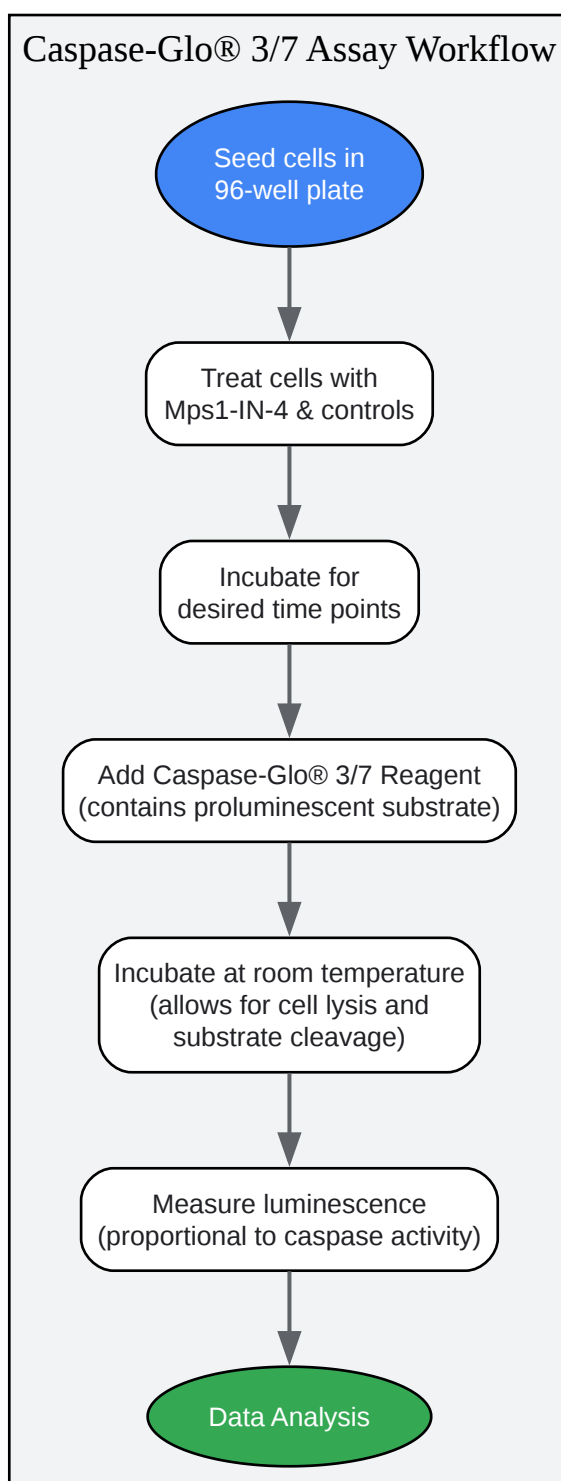 Caspase-Glo® 3/7 Assay Workflow
Seed cells in
96-well plate
Treat cells with
Mps1-IN-4 & controls
Incubate for
desired time points
Add Caspase-Glo® 3/7 Reagent
(contains proluminescent substrate)
Incubate at room temperature
(allows for cell lysis and
substrate cleavage)
Measure luminescence
(proportional to caspase activity)
Data Analysis